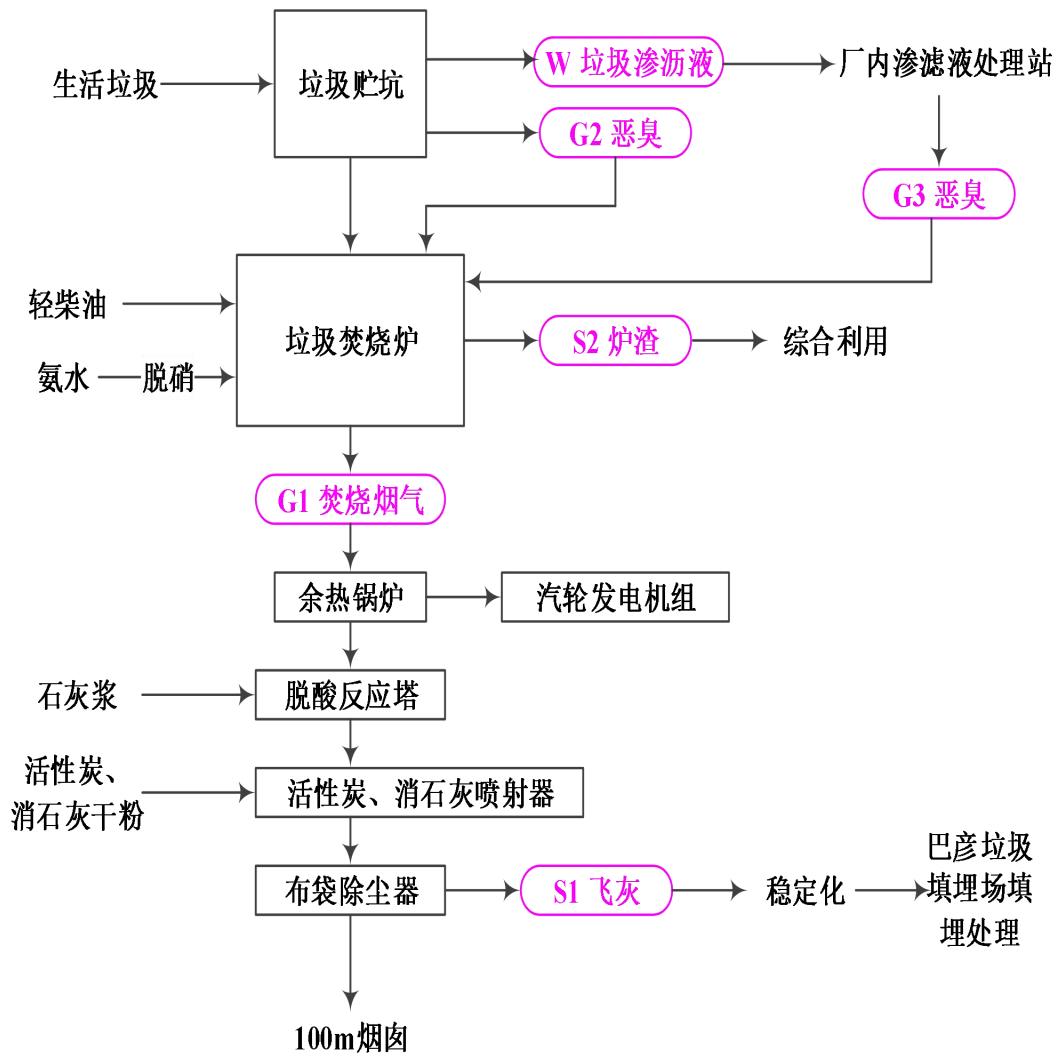 W 垃圾渗沥液
厂内渗滤液处理站
生活垃圾
垃圾贮坑
G2 恶臭
G3 恶臭
轻柴油
垃圾焚烧炉
S2 炉渣
综合利用
氨水
脱硝
G1 焚烧烟气
余热锅炉
汽轮发电机组
石灰浆
脱酸反应塔
活性炭、
消石灰干粉
活性炭、消石灰喷射器
布袋除尘器
S1 飞灰
稳定化
巴彦垃圾
填埋场填
埋处理
100m烟囱